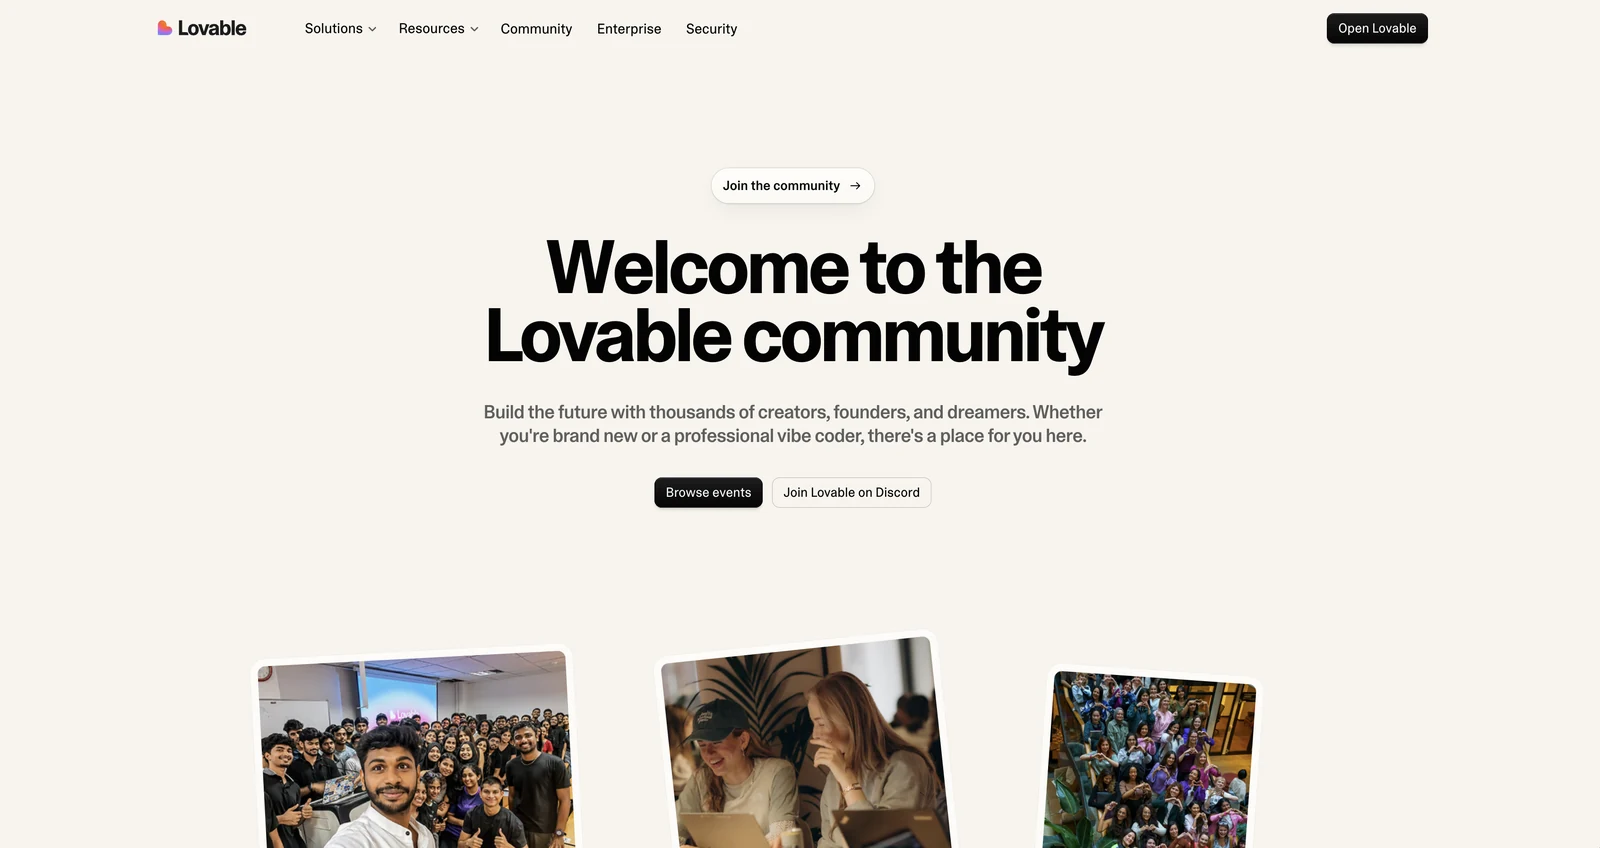 Lovable
Solutions
Resources
Community
Enterprise
Security
Open Lovable
Join the community
Welcome to the
Lovable community
Build the future with thousands of creators, founders, and dreamers. Whether
you're brand new or a professional vibe coder, there's a place for you here.
Browse events
Join Lovable on Discord